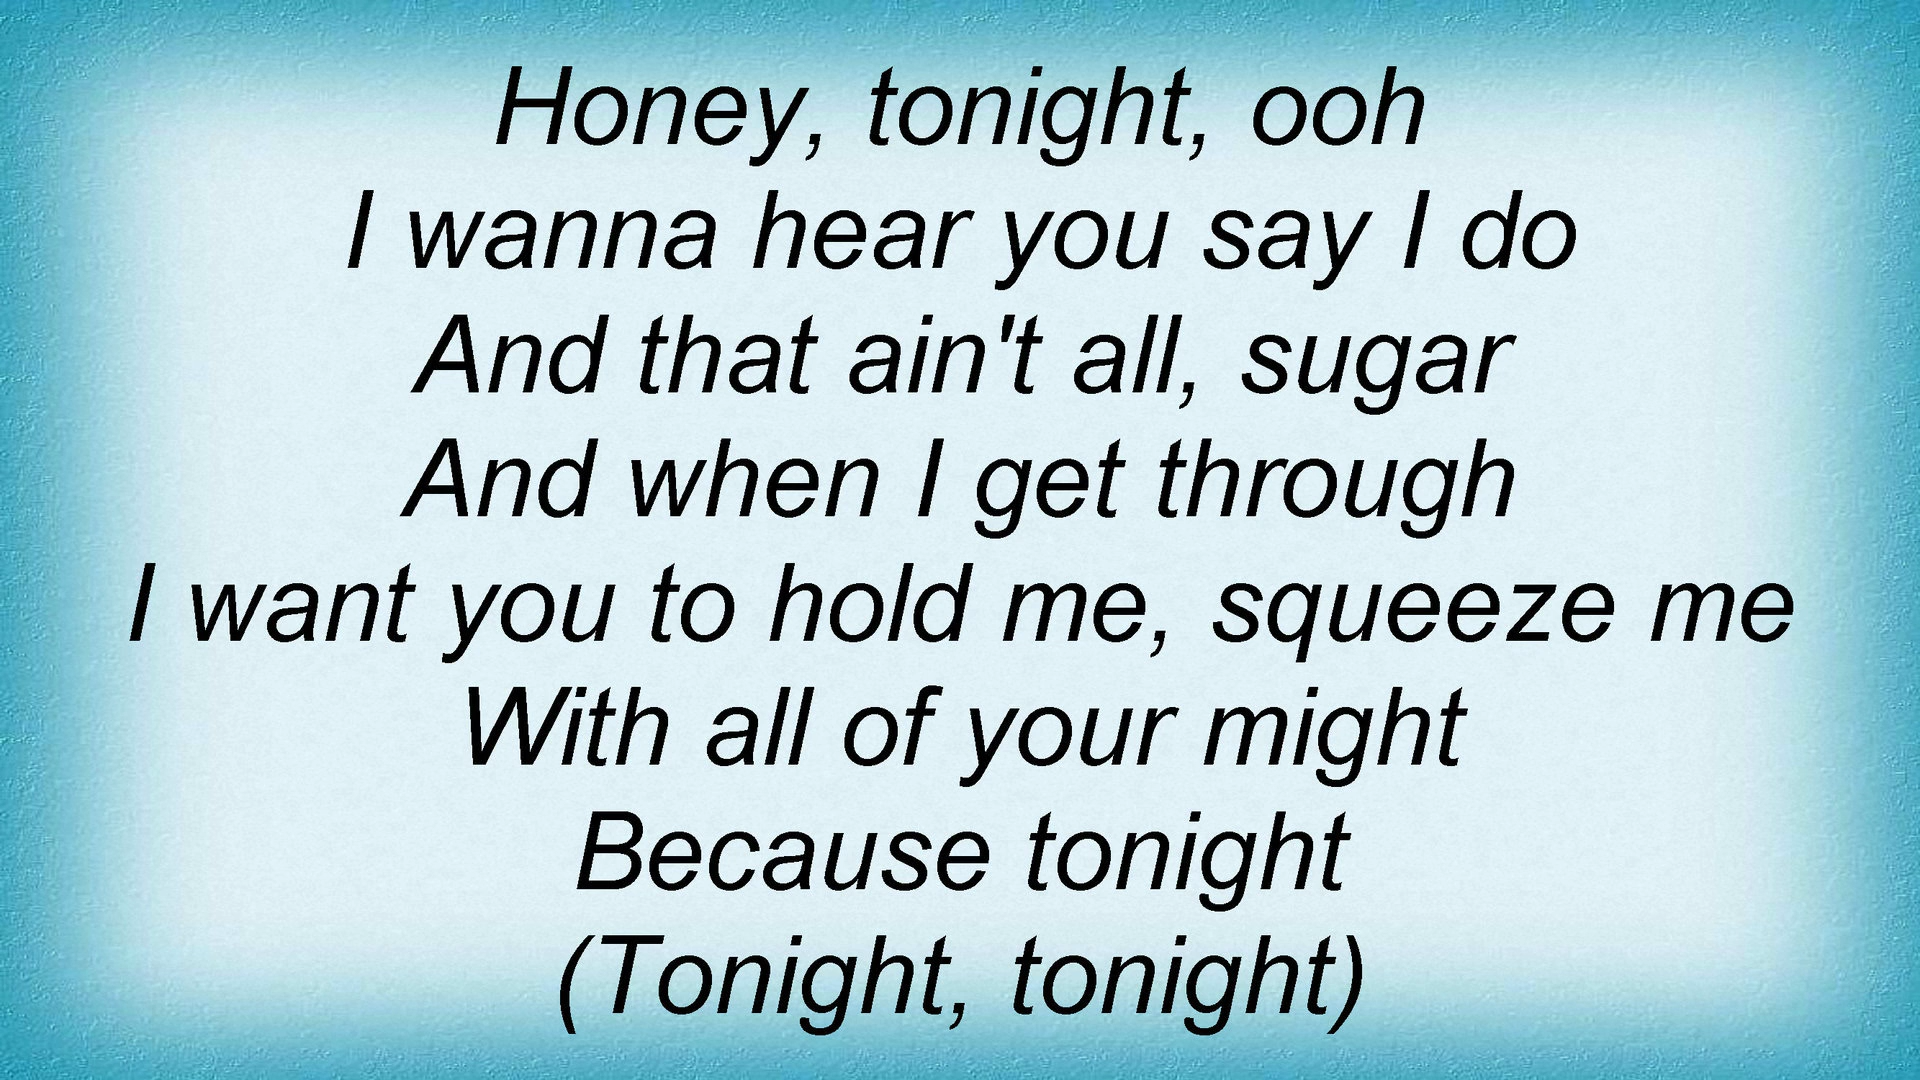 Honey, tonight, ooh
I wanna hear you say I do
And that ain't all, sugar
And when I get through
I want you to hold me, squeeze me
With all of your might
Because tonight
(Tonight, tonight)